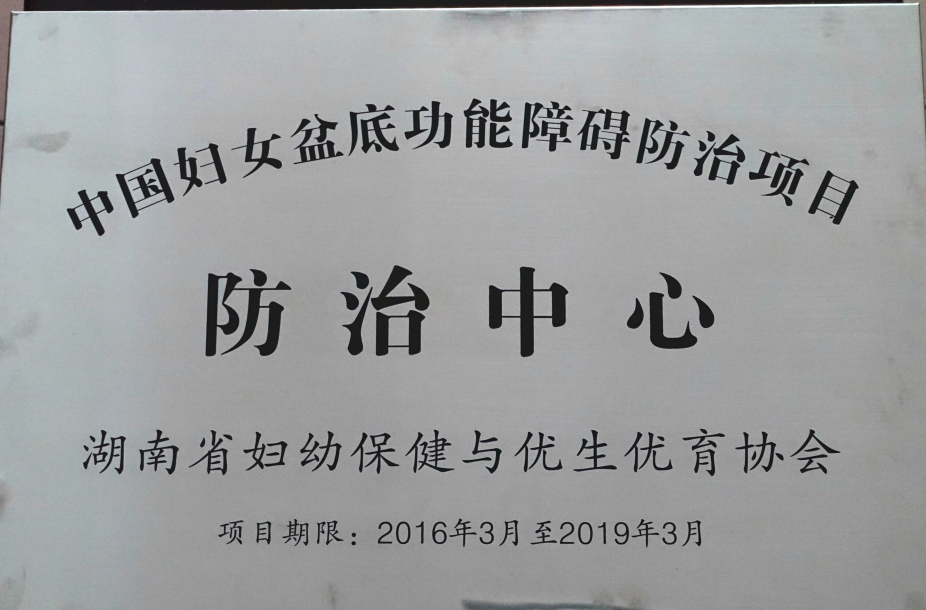 中国妇女盆底功能障碍防治项目
防治中心
湖南省妇幼保健与优生优育协会
项目期限：2016年3月至2019年3月